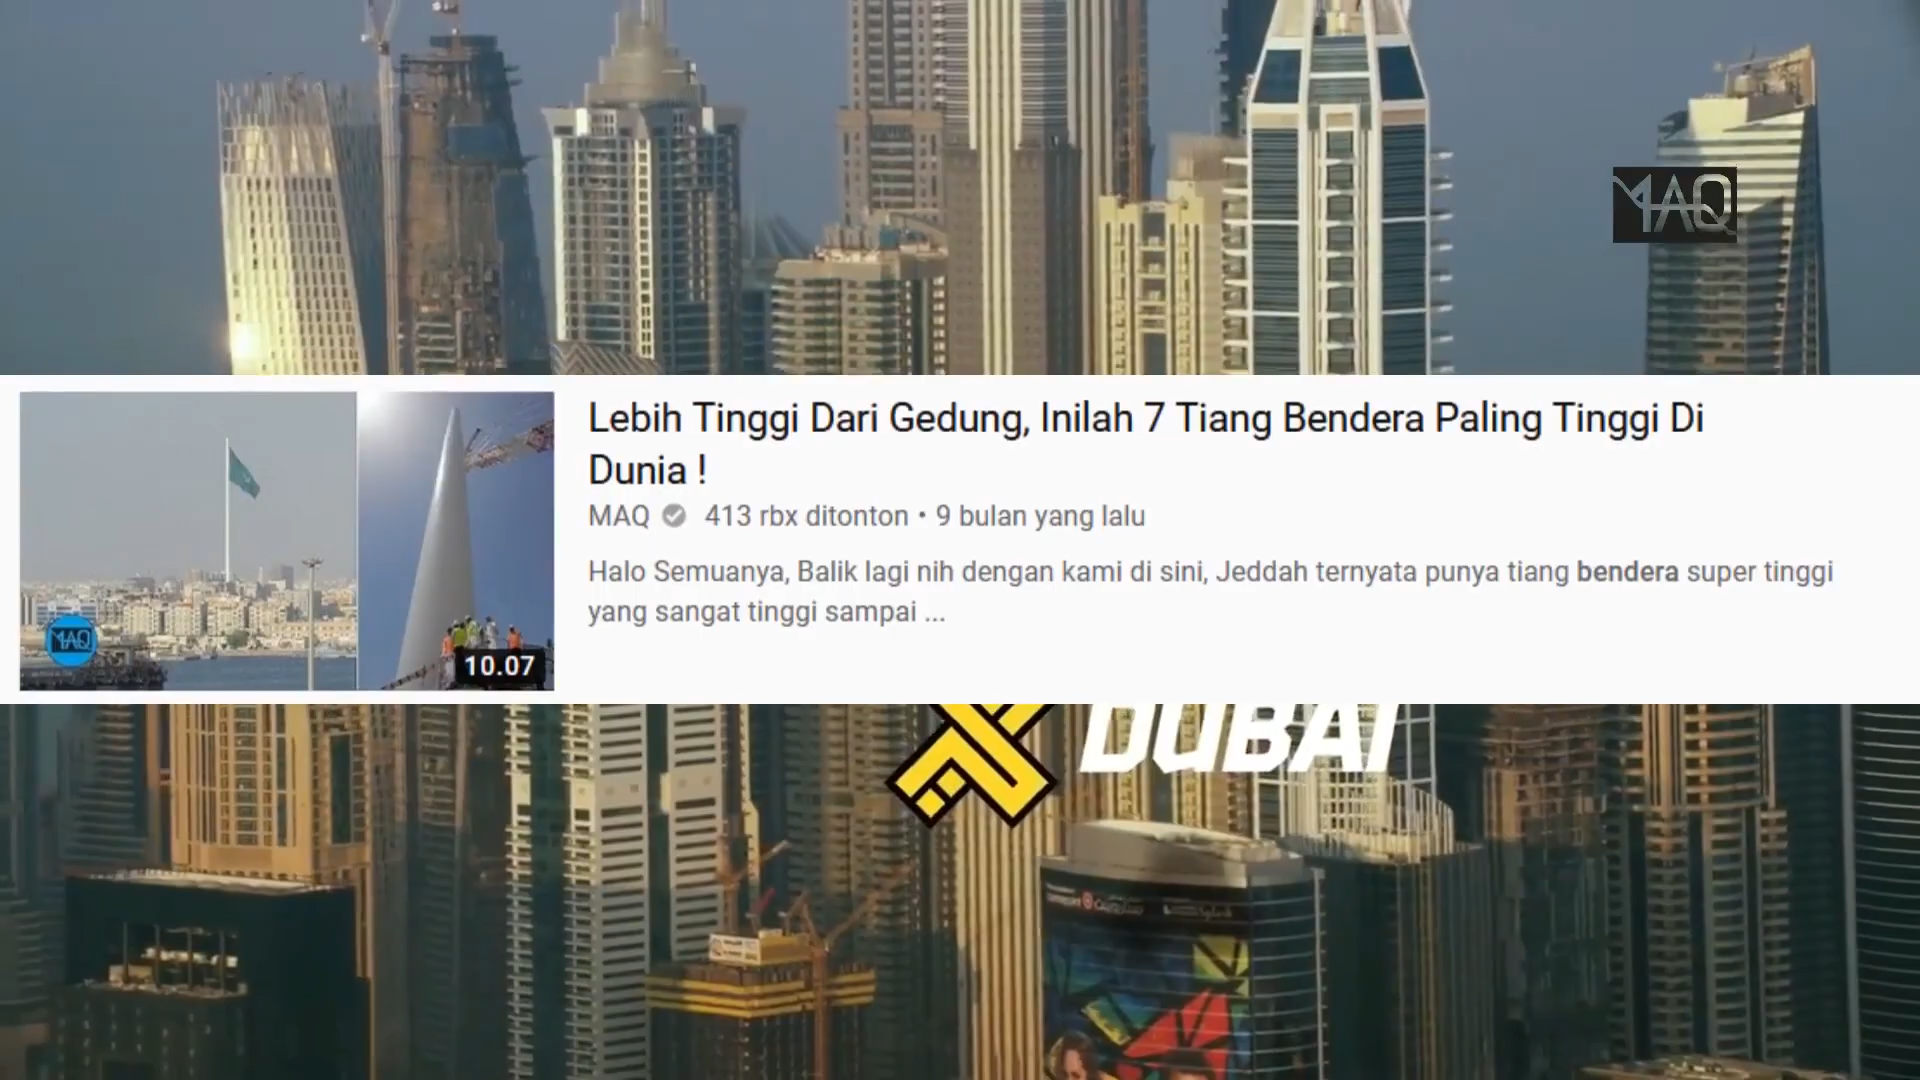 MAQ
Lebih Tinggi Dari Gedung, Inilah 7 Tiang Bendera Paling Tinggi Di
Dunia !
MAQ 413 rbx ditonton • 9 bulan yang lalu
Halo Semuanya, Balik lagi nih dengan kami di sini, Jeddah ternyata punya tiang bendera super tinggi
yang sangat tinggi sampai ...
MAQ
10.07
DUBAI